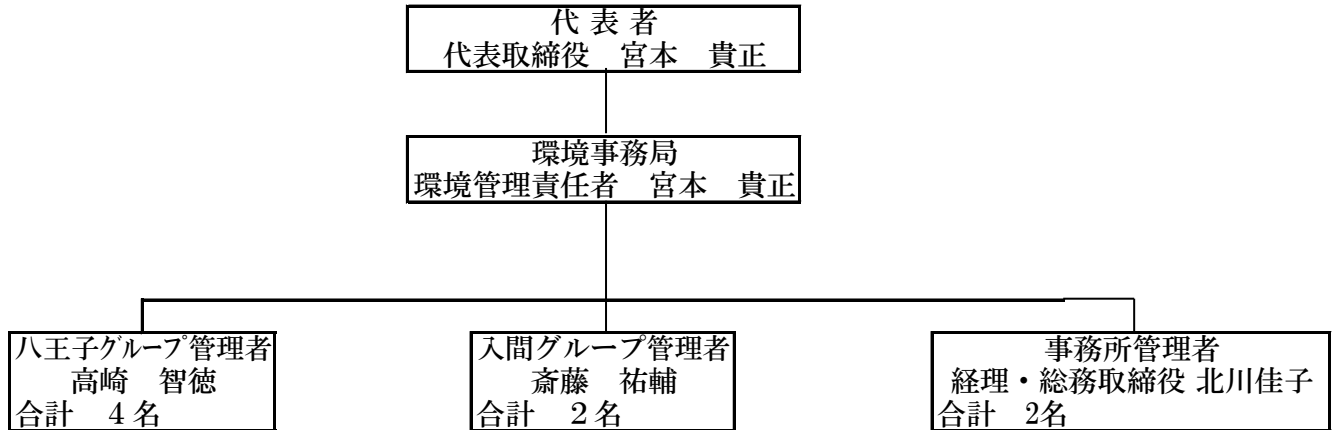 代 表 者
代表取締役　宮本　貴正
環境事務局
環境管理責任者　宮本　貴正
八王子グループ管理者
高崎　智徳
合計　４名
入間グループ管理者
斎藤　祐輔
合計　２名
事務所管理者
経理・総務取締役 北川佳子
合計　2名